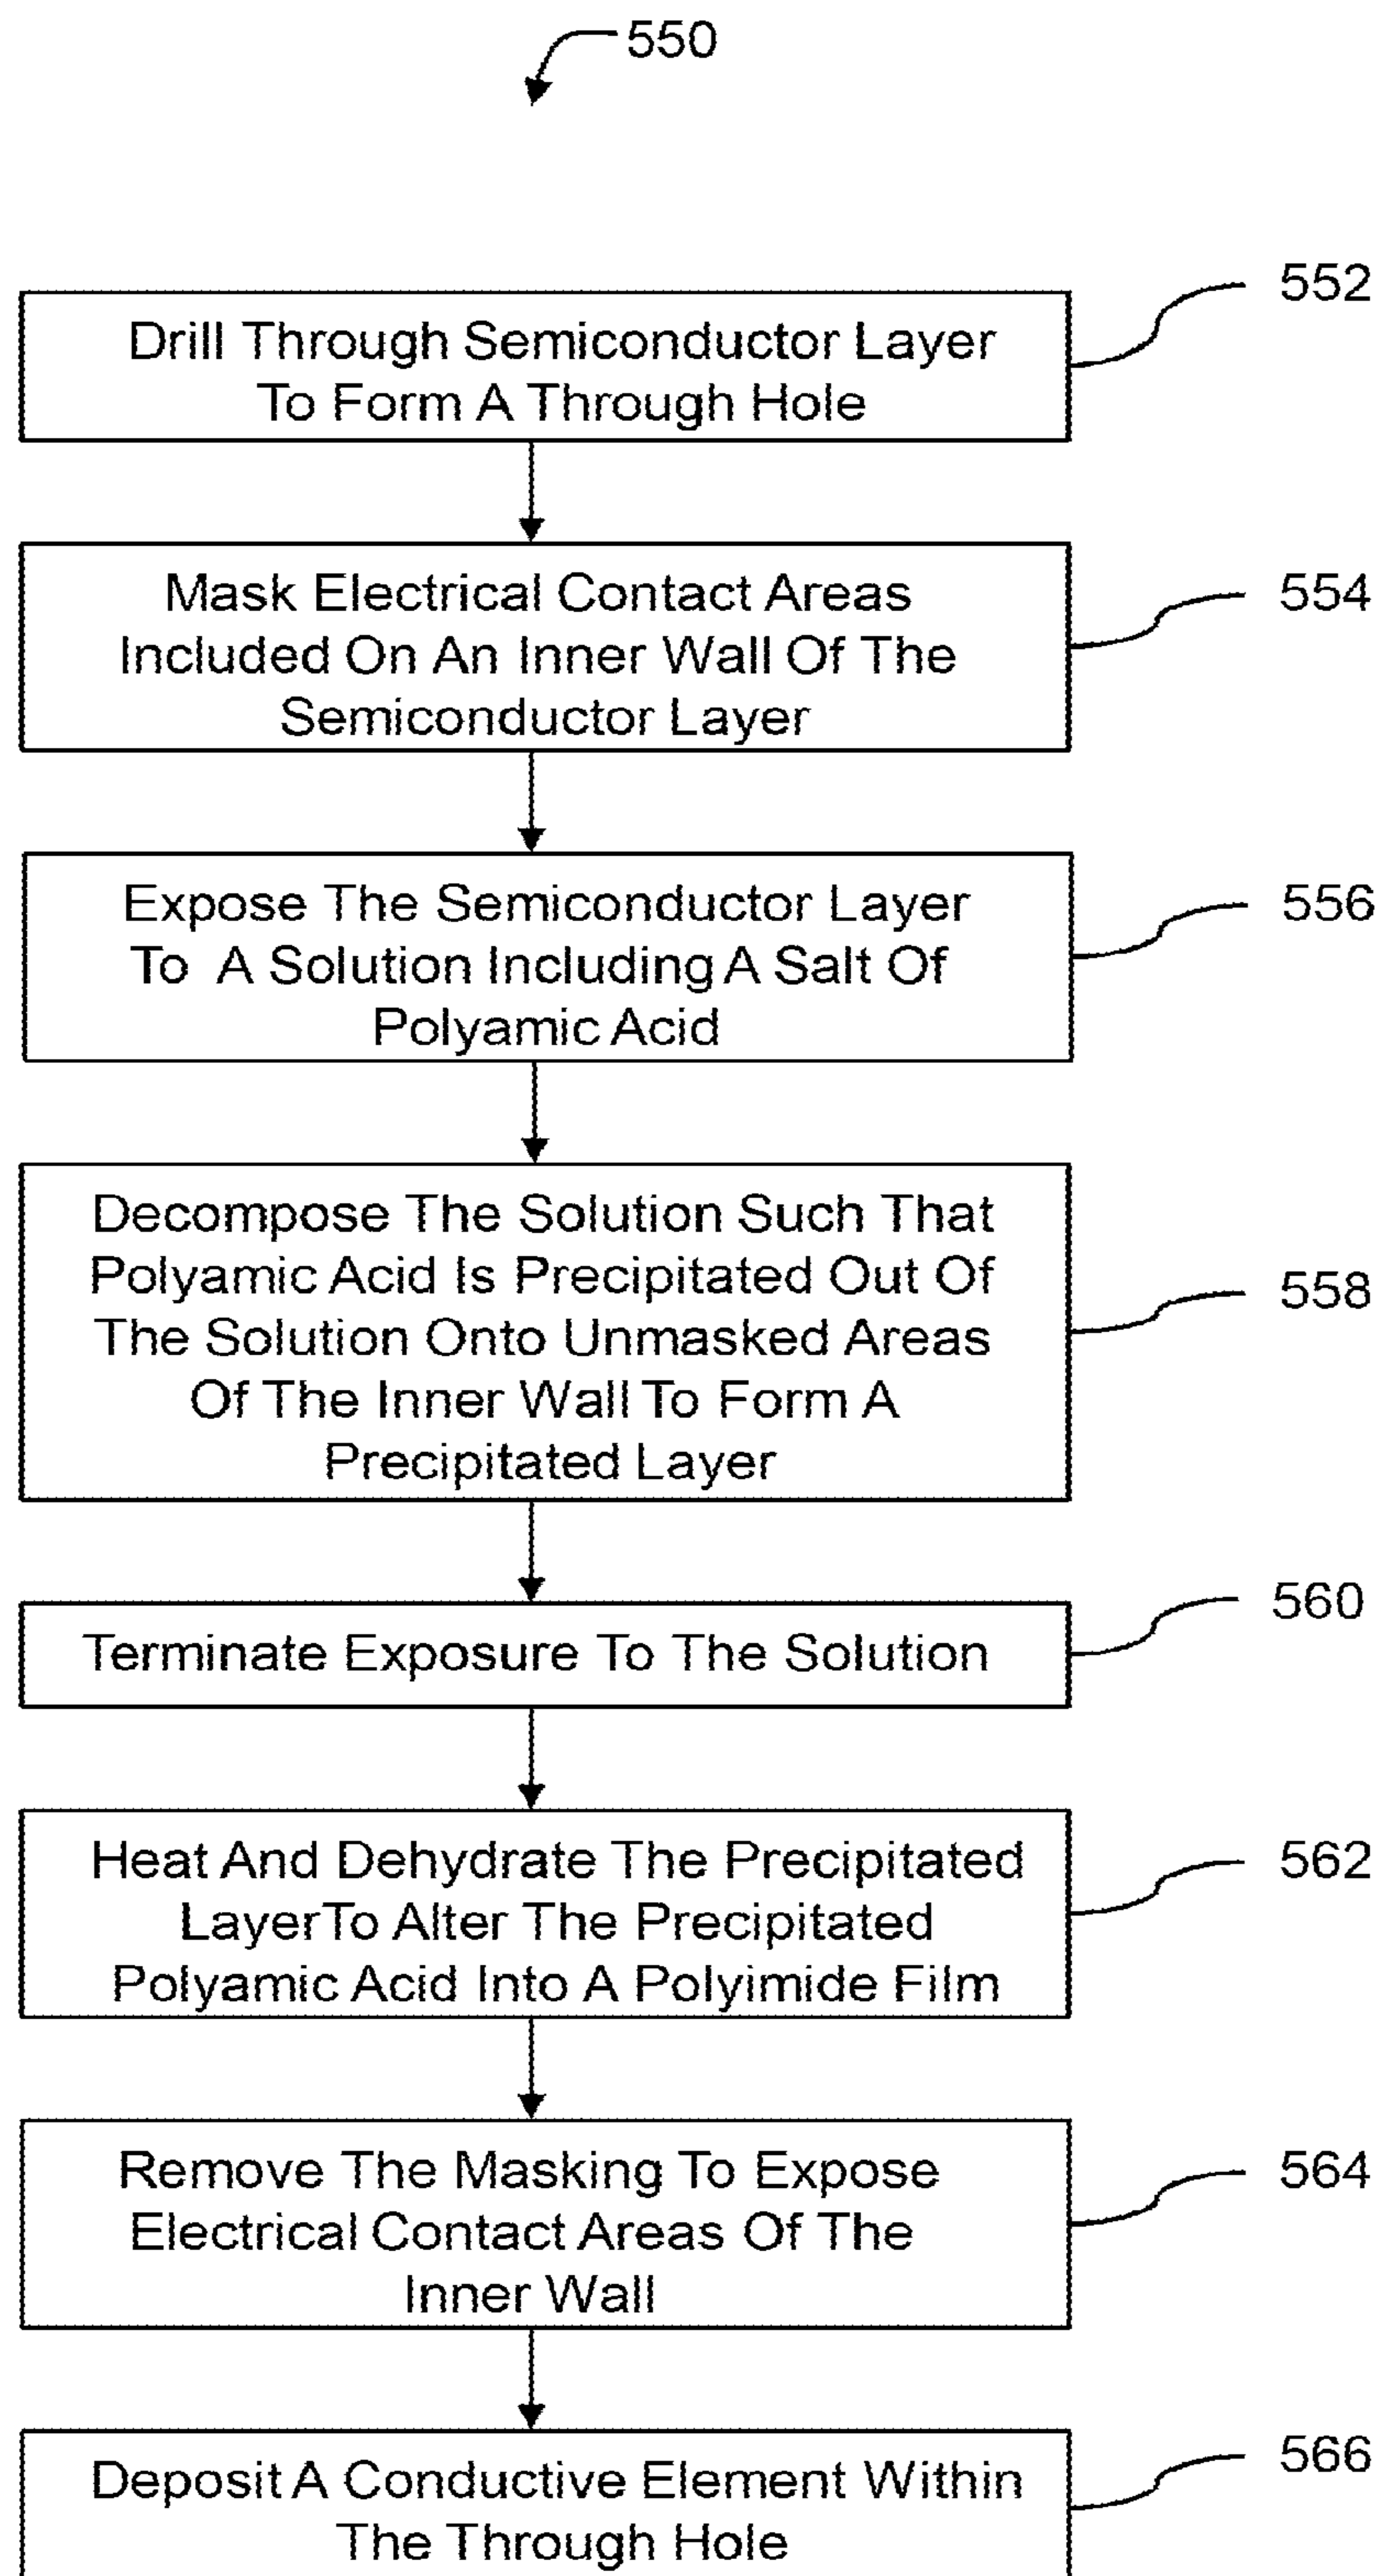 550
552
Drill Through Semiconductor Layer
To Form A Through Hole
554
Mask Electrical Contact Areas
Included On An Inner Wall Of The
Semiconductor Layer
556
Expose The Semiconductor Layer
To A Solution Including A Salt Of
Polyamic Acid
558
Decompose The Solution Such That
Polyamic Acid Is Precipitated Out Of
The Solution Onto Unmasked Areas
Of The Inner Wall To Form A
Precipitated Layer
560
Terminate Exposure To The Solution
562
Heat And Dehydrate The Precipitated
LayerTo Alter The Precipitated
Polyamic Acid Into A Polyimide Film
564
Remove The Masking To Expose
Electrical Contact Areas Of The
Inner Wall
566
Deposit A Conductive Element Within
The Through Hole